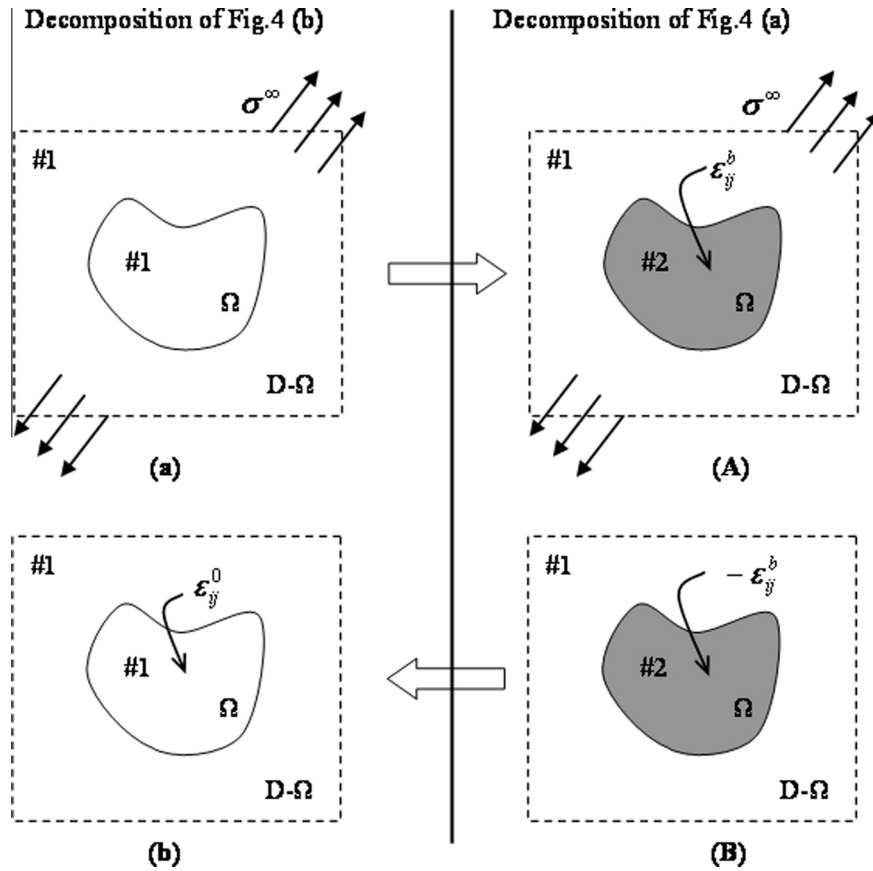 Decomposition of Fig.4 (b)
Decomposition of Fig.4 (a)
σ^∞
#1
#1
Ω
D-Ω
(a)
σ^∞
#1
ε_ij^b
#2
Ω
D-Ω
(A)
#1
ε_ij^0
#1
Ω
D-Ω
(b)
#1
- ε_ij^b
#2
Ω
D-Ω
(B)